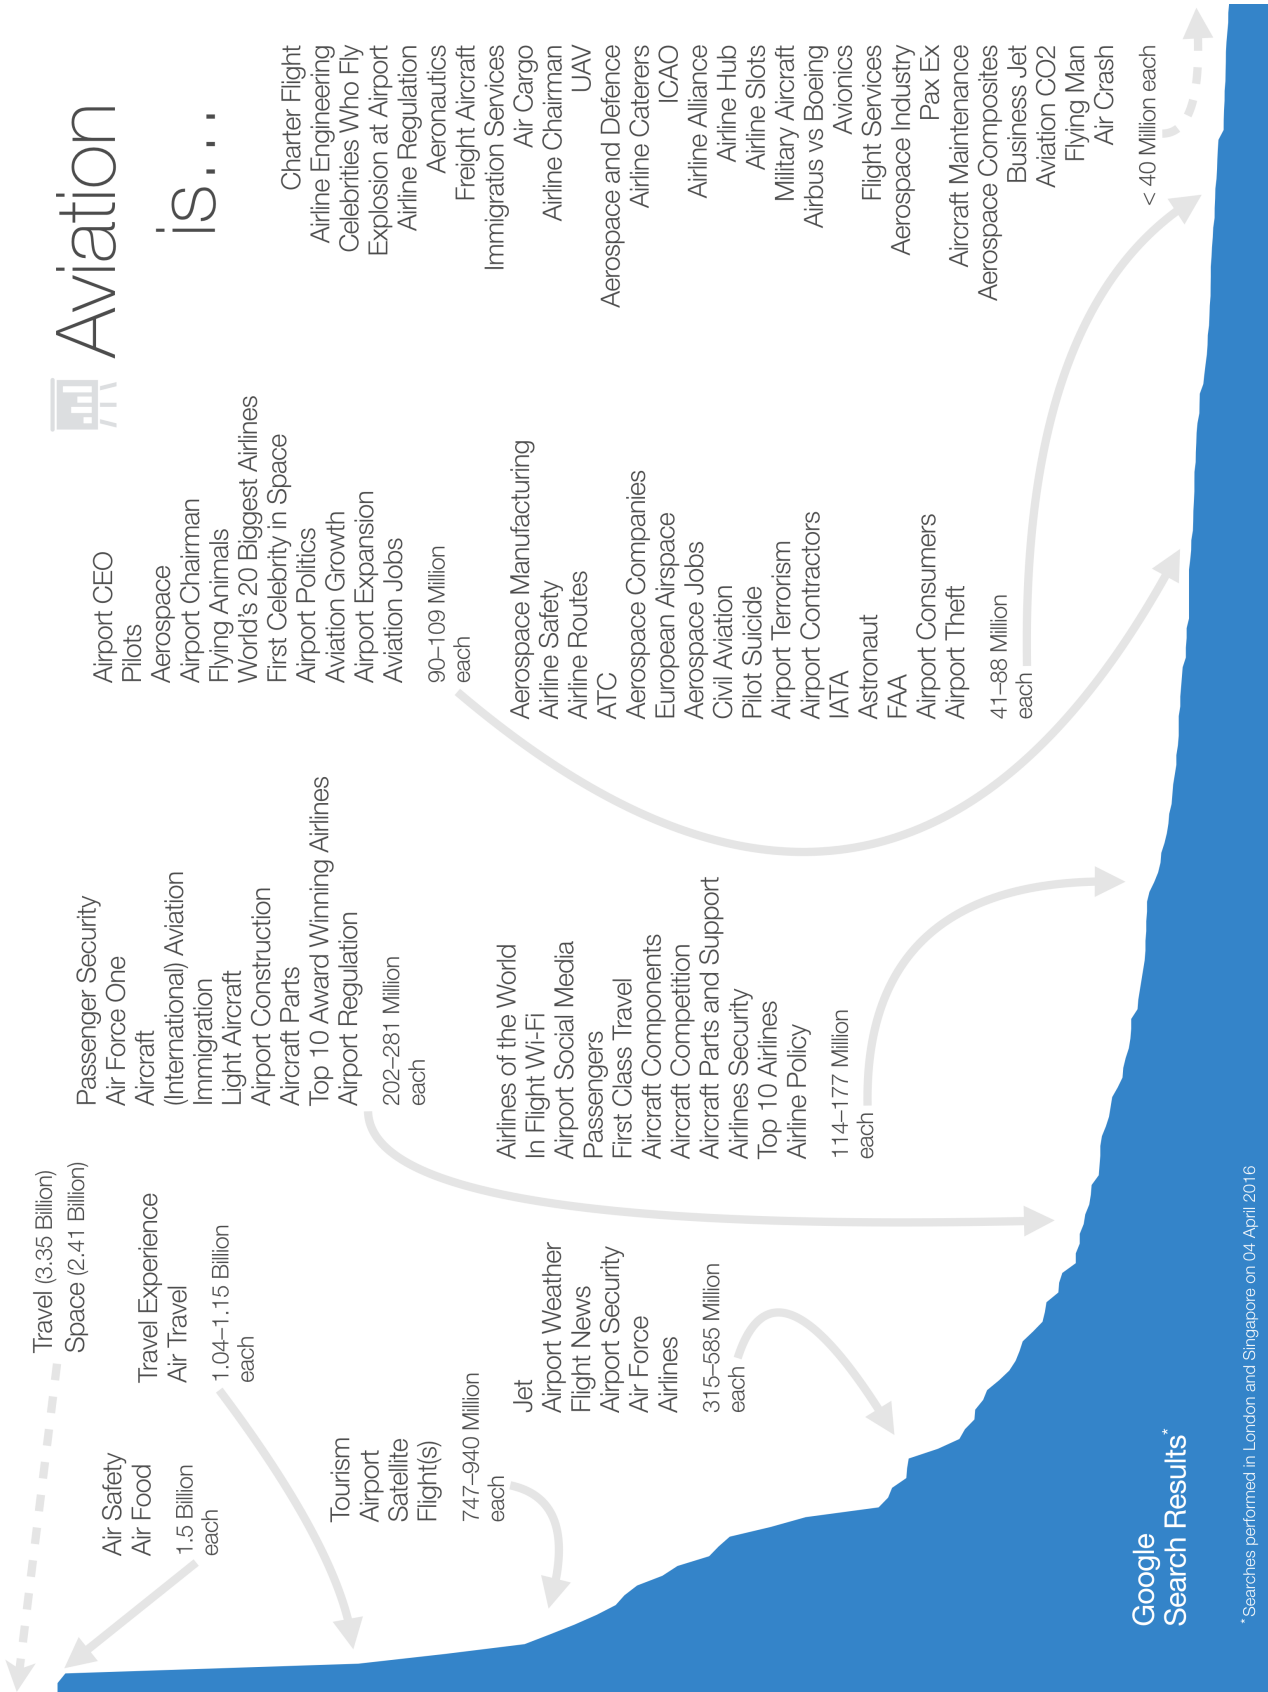 Aviation
is...
Travel (3.35 Billion)
Space (2.41 Billion)
Air Safety
Air Food
1.5 Billion
each
Travel Experience
Air Travel
1.04–1.15 Billion
each
Tourism
Airport
Satellite
Flight(s)
747–940 Million
each
Jet
Airport Weather
Flight News
Airport Security
Air Force
Airlines
315–585 Million
each
Passenger Security
Air Force One
Aircraft
(International) Aviation
Immigration
Light Aircraft
Airport Construction
Aircraft Parts
Top 10 Award Winning Airlines
Airport Regulation
202–281 Million
each
Airlines of the World
In Flight Wi-Fi
Airport Social Media
Passengers
First Class Travel
Aircraft Components
Aircraft Competition
Aircraft Parts and Support
Airlines Security
Top 10 Airlines
Airline Policy
114–177 Million
each
Airport CEO
Pilots
Aerospace
Airport Chairman
Flying Animals
World's 20 Biggest Airlines
First Celebrity in Space
Airport Politics
Aviation Growth
Airport Expansion
Aviation Jobs
90–109 Million
each
Aerospace Manufacturing
Airline Safety
Airline Routes
ATC
Aerospace Companies
European Airspace
Aerospace Jobs
Civil Aviation
Pilot Suicide
Airport Terrorism
Airport Contractors
IATA
Astronaut
FAA
Airport Consumers
Airport Theft
41–88 Million
each
Charter Flight
Airline Engineering
Celebrities Who Fly
Explosion at Airport
Airline Regulation
Aeronautics
Freight Aircraft
Immigration Services
Air Cargo
Airline Chairman
UAV
Aerospace and Defence
Airline Caterers
ICAO
Airline Alliance
Airline Hub
Airline Slots
Military Aircraft
Airbus vs Boeing
Avionics
Flight Services
Aerospace Industry
Pax Ex
Aircraft Maintenance
Aerospace Composites
Business Jet
Aviation CO2
Flying Man
Air Crash
< 40 Million each
Google
Search Results*
*Searches performed in London and Singapore on 04 April 2016